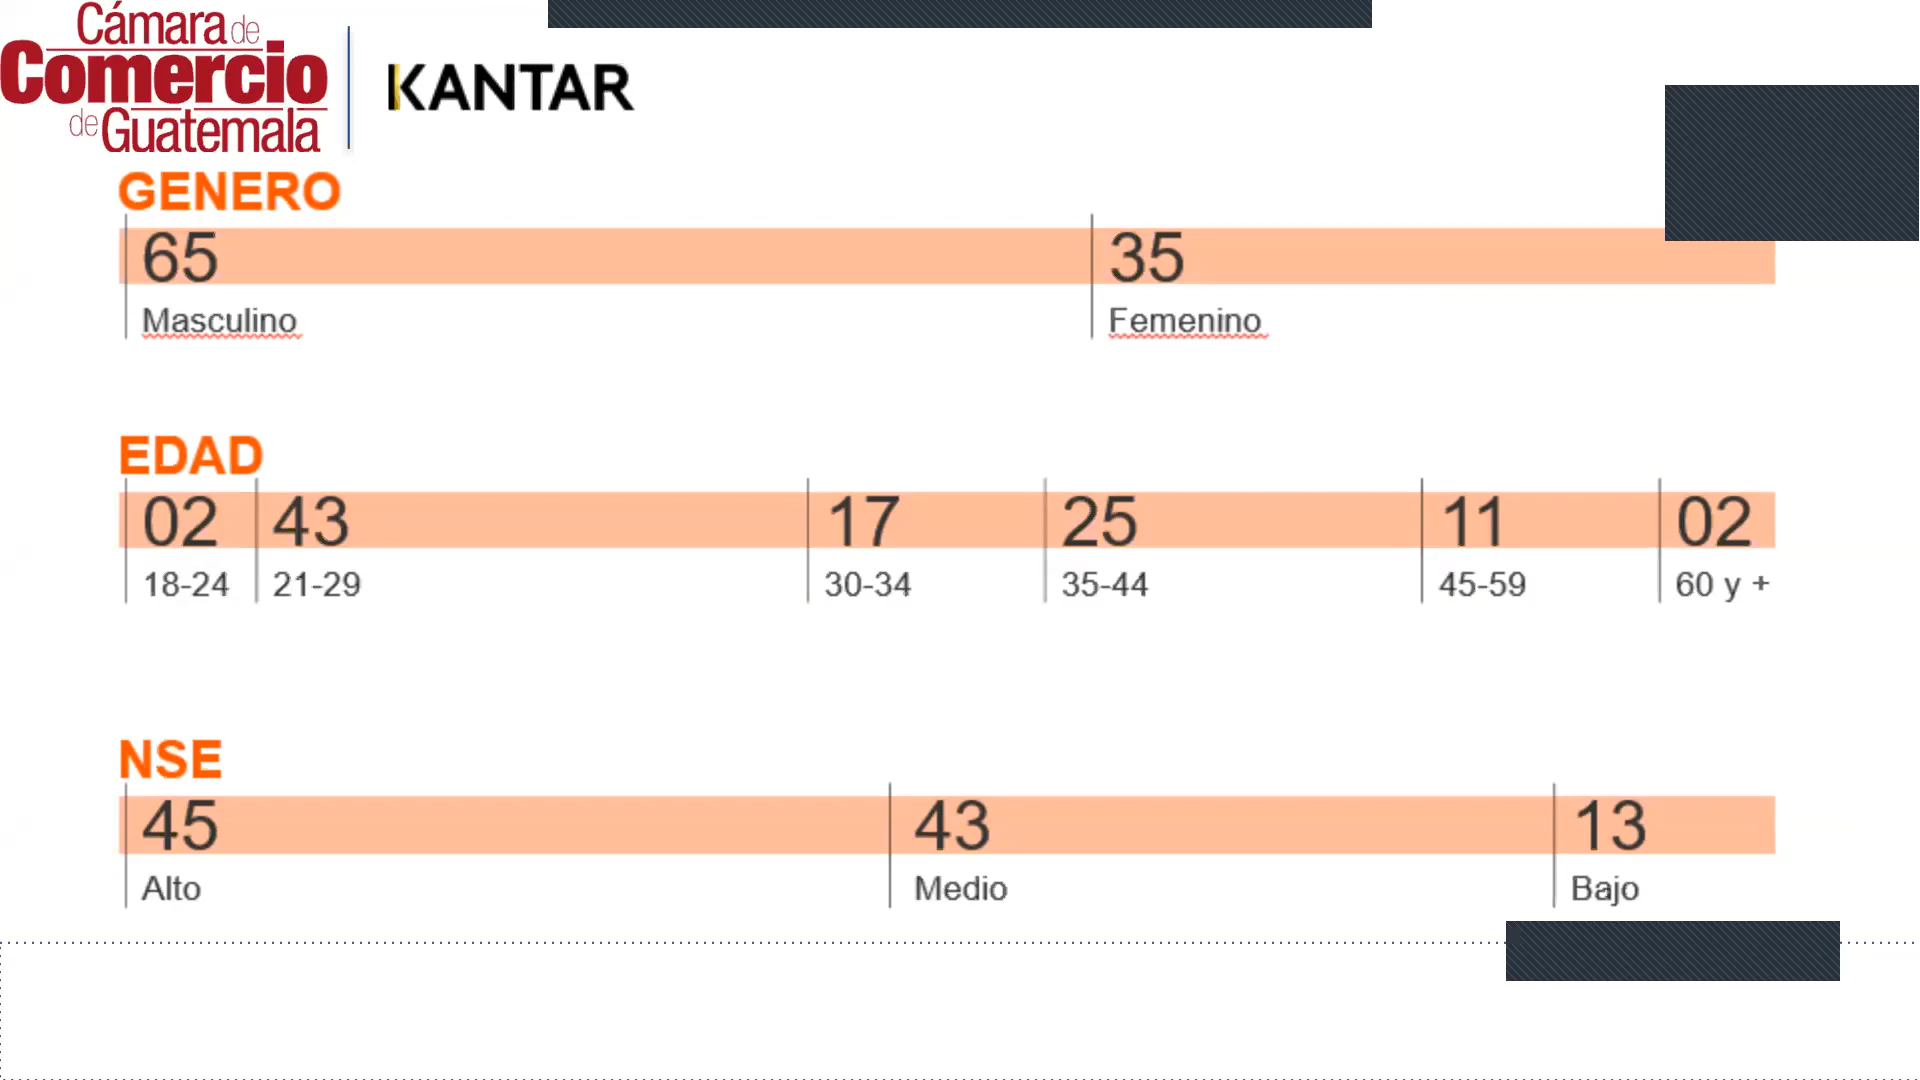 Cámara de
Comercio
de Guatemala
KANTAR
GENERO
65 35
Masculino Femenino
EDAD
02 43 17 25 11 02
18-24 21-29 30-34 35-44 45-59 60 y +
NSE
45 43 13
Alto Medio Bajo